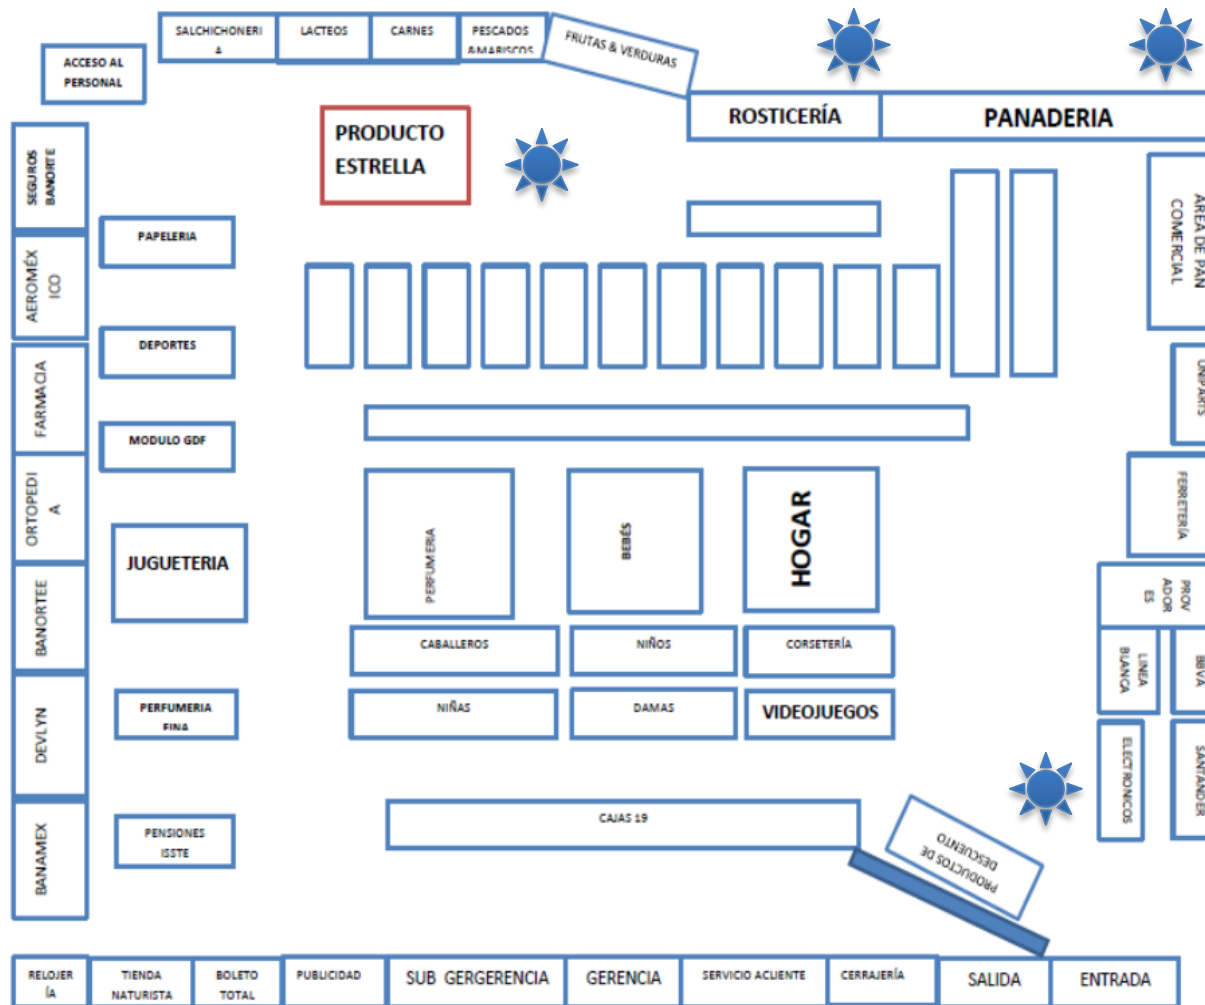 SALCHICHONERI
A
LACTEOS
CARNES
PESCADOS
&MARISCOS
FRUTAS & VERDURAS
ACCESO AL
PERSONAL
ROSTICERÍA
PANADERIA
PRODUCTO
ESTRELLA
SEGUROS
BANORTE
AREA DE PAN
COMERCIAL
PAPELERIA
AEROMÉX
ICO
DEPORTES
FARMACIA
UNIPARTS
MODULO GDF
ORTOPEDI
A
PERFUMERIA
BEBÉS
HOGAR
FERRETERÍA
JUGUETERIA
BANORTEE
PROV
ADOR
ES
CABALLEROS
NIÑOS
CORSETERÍA
LINEA
BLANCA
BBVA
DEVLYN
PERFUMERIA
FINA
NIÑAS
DAMAS
VIDEOJUEGOS
ELECTRONICOS
SANTANDER
BANAMEX
PENSIONES
ISSTE
CAJAS 19
PRODUCTOS DE
DESCUENTO
RELOJER
ÍA
TIENDA
NATURISTA
BOLETO
TOTAL
PUBLICIDAD
SUB GERGERENCIA
GERENCIA
SERVICIO ACLIENTE
CERRAJERÍA
SALIDA
ENTRADA